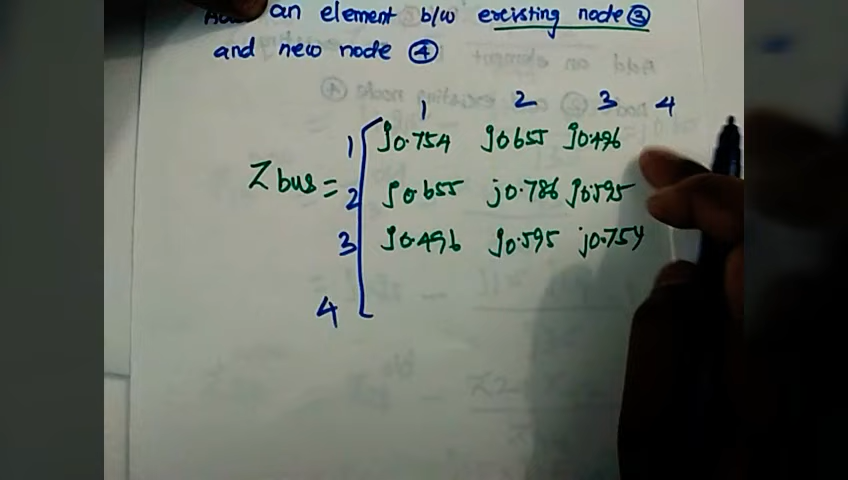 an element b/w existing node ③
and new node ④
1 2 3 4
1 j0.754 j0.655 j0.496
Zbus = 2 j0.655 j0.786 j0.595
3 j0.496 j0.595 j0.754
4